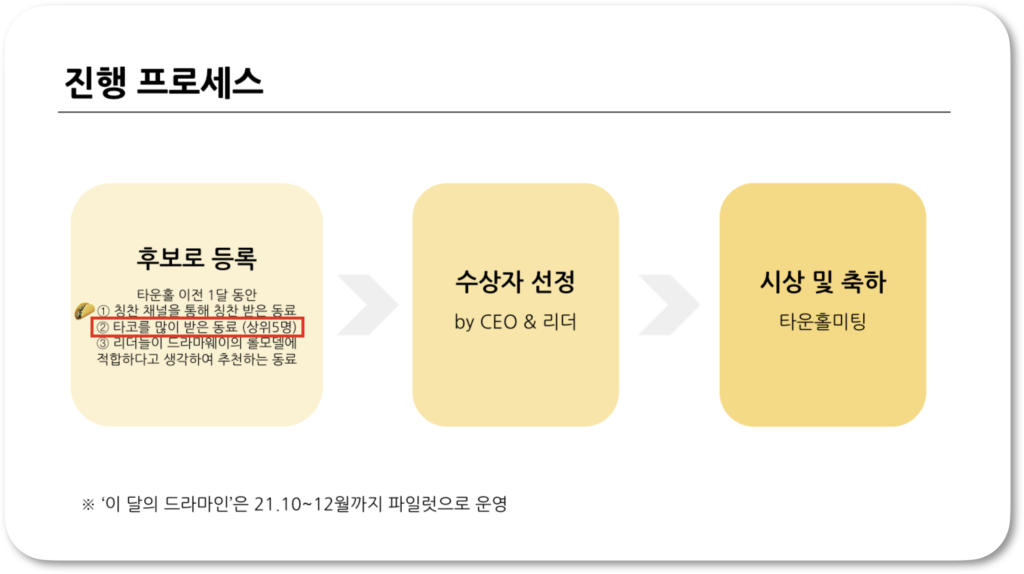 진행 프로세스
후보로 등록
타운홀 이전 1달 동안
① 칭찬 채널을 통해 칭찬 받은 동료
② 타코를 많이 받은 동료 (상위5명)
③ 리더들이 드라마웨이의 롤모델에
적합하다고 생각하여 추천하는 동료
수상자 선정
by CEO & 리더
시상 및 축하
타운홀미팅
※ ‘이 달의 드라마인’은 21.10~12월까지 파일럿으로 운영